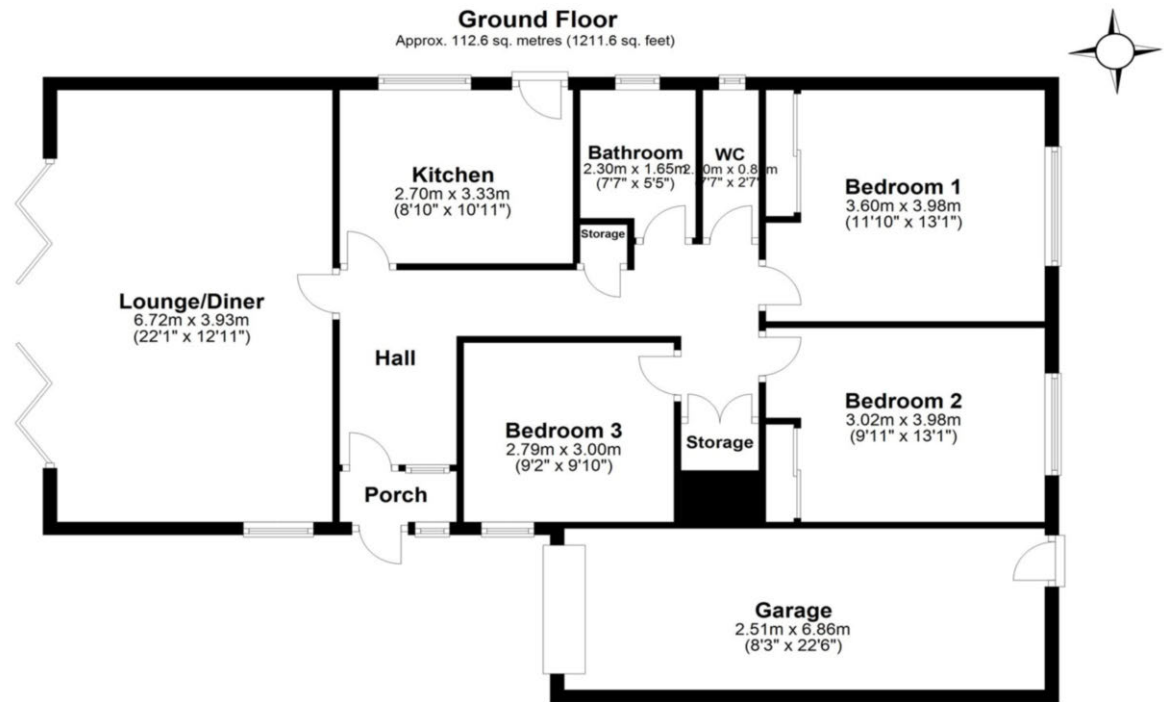 Ground Floor
Approx. 112.6 sq. metres (1211.6 sq. feet)
Kitchen
2.70m x 3.33m
(8'10" x 10'11")
Bathroom
2.30m x 1.65m
(7'7" x 5'5")
WC
x
x 2'7"
Bedroom 1
3.60m x 3.98m
(11'10" x 13'1")
Storage
Lounge/Diner
6.72m x 3.93m
(22'1" x 12'11")
Hall
Bedroom 3
2.79m x 3.00m
(9'2" x 9'10")
Storage
Bedroom 2
3.02m x 3.98m
(9'11" x 13'1")
Porch
Garage
2.51m x 6.86m
(8'3" x 22'6")